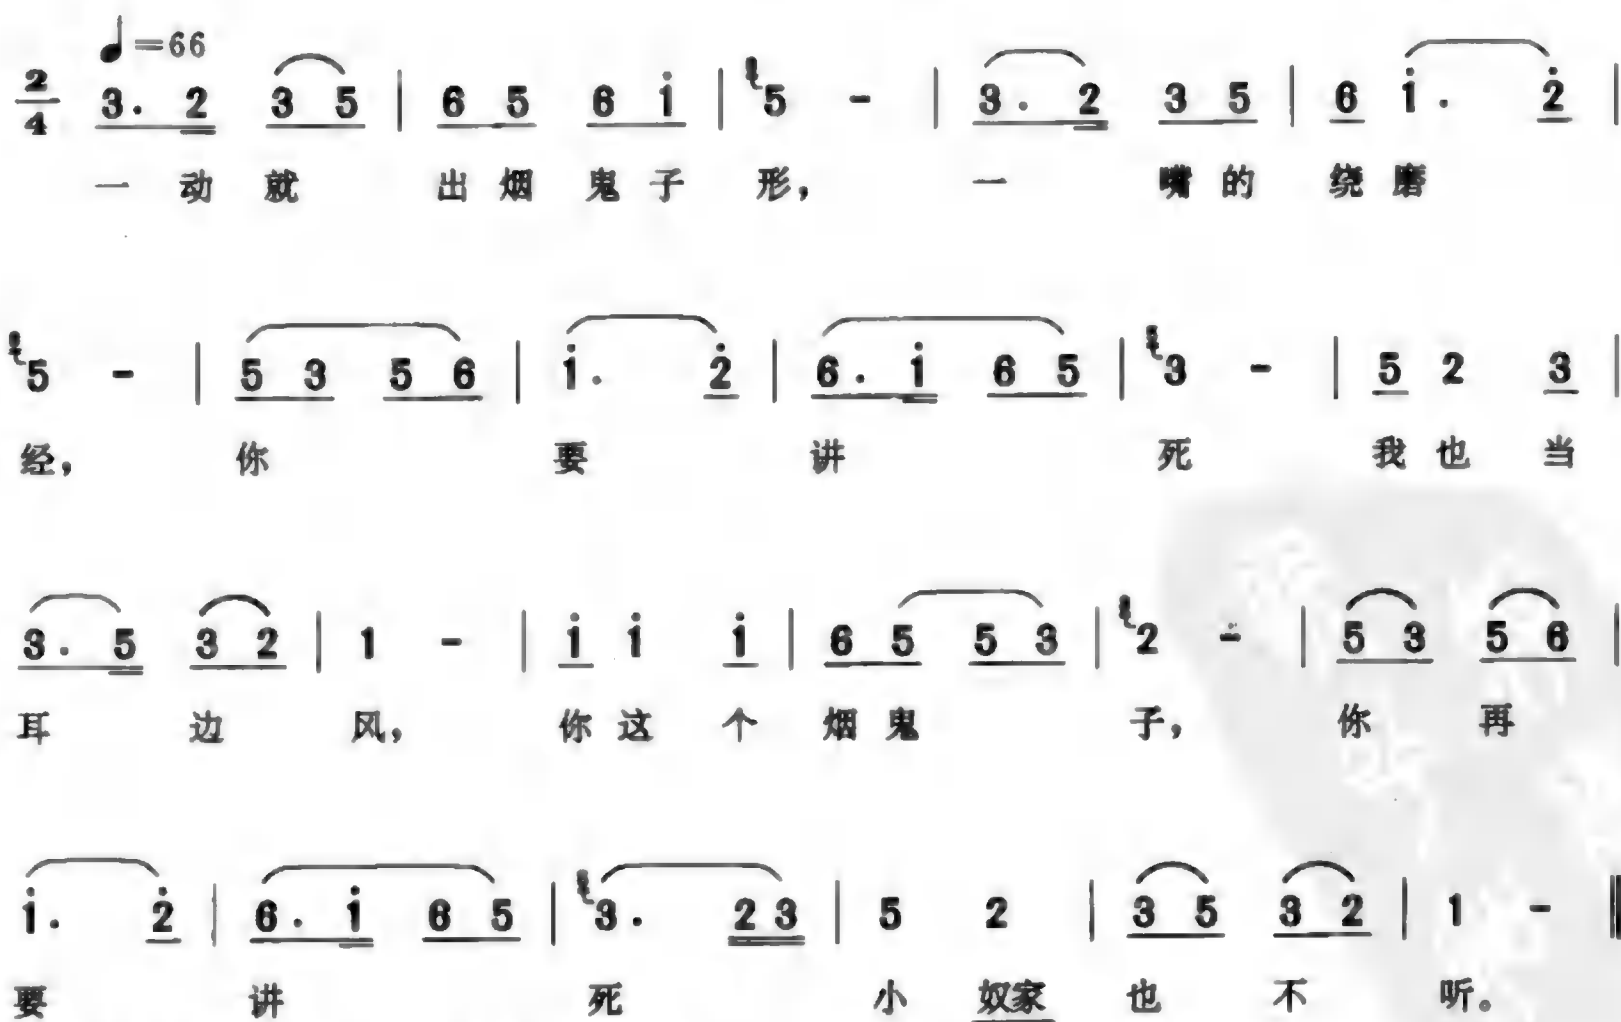 ♩=66
2/4 3. 2 3 5 | 6 5 6 i | 5 - | 3. 2 3 5 | 6 i. 2 |
一 动 就 出 烟 鬼 子 形, 一 嘴 的 绕 磨
5 - | 5 3 5 6 | i. 2 | 6. i 6 5 | 3 - | 5 2 3 |
经, 你 要 讲 死 我 也 当
3. 5 3 2 | 1 - | i i i | 6 5 5 3 | 2 - | 5 3 5 6 |
耳 边 风, 你 这 个 烟 鬼 子, 你 再
i. 2 | 6. i 6 5 | 3. 2 3 | 5 2 | 3 5 3 2 | 1 - ‖
要 讲 死 小 奴家 也 不 听。